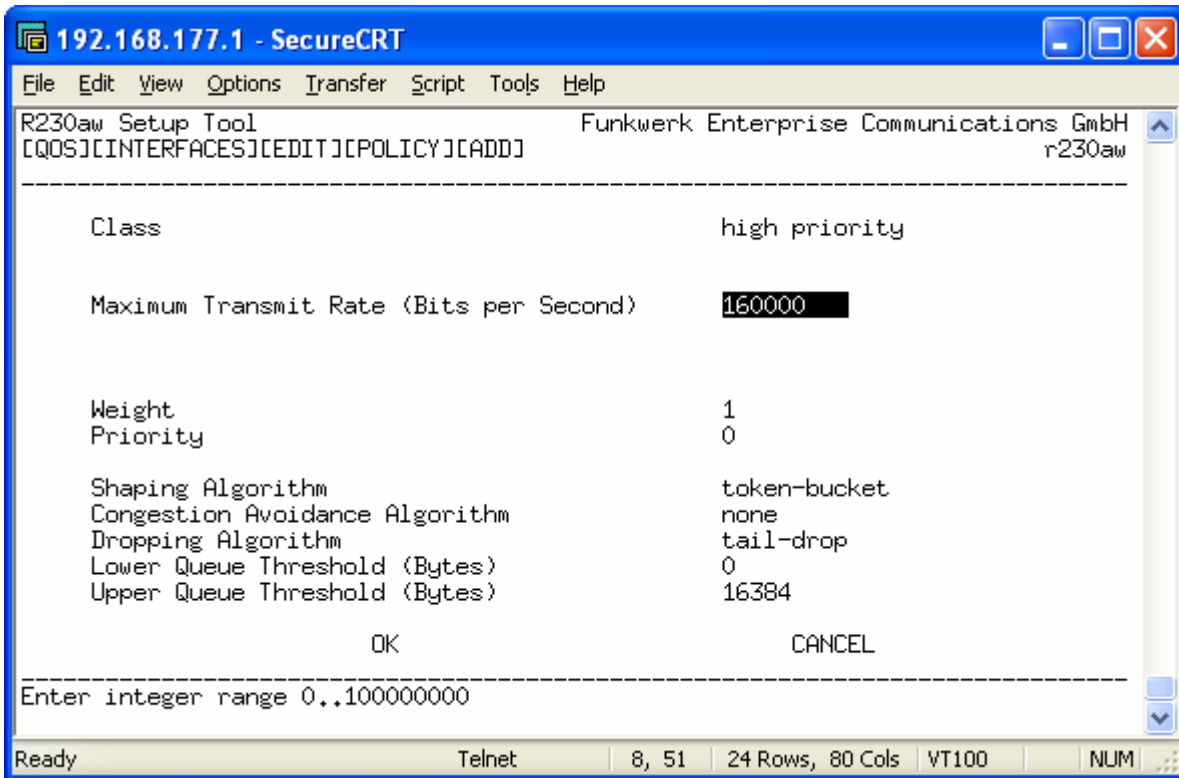 192.168.177.1 - SecureCRT
File Edit View Options Transfer Script Tools Help
R230aw Setup Tool Funkwerk Enterprise Communications GmbH
[QOS][INTERFACES][EDIT][POLICY][ADD] r230aw
Class high priority
Maximum Transmit Rate (Bits per Second) 160000
Weight 1
Priority 0
Shaping Algorithm token-bucket
Congestion Avoidance Algorithm none
Dropping Algorithm tail-drop
Lower Queue Threshold (Bytes) 0
Upper Queue Threshold (Bytes) 16384
OK CANCEL
Enter integer range 0..100000000
Ready Telnet 8, 51 24 Rows, 80 Cols VT100 NUM